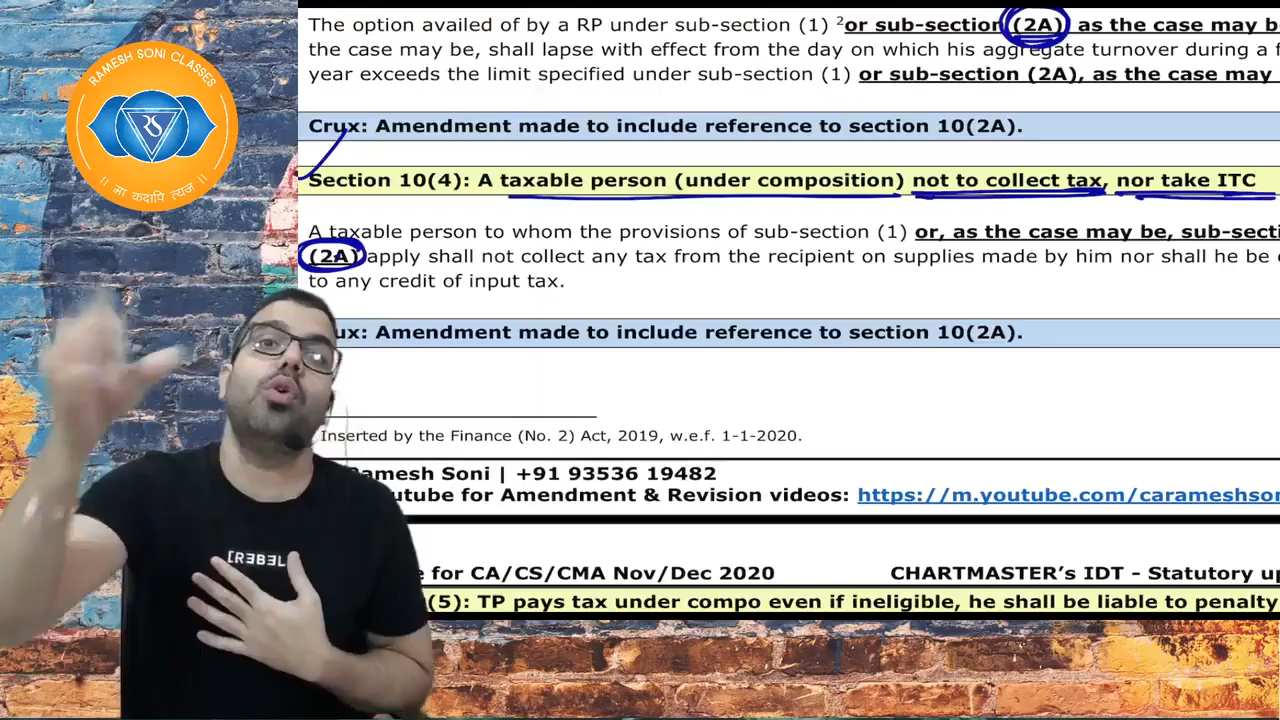 RAMESH SONI CLASSES
RS
|| मा कदापि त्यज ||
The option availed of by a RP under sub-section (1) ²or sub-section (2A) as the case may b
the case may be, shall lapse with effect from the day on which his aggregate turnover during a f
year exceeds the limit specified under sub-section (1) or sub-section (2A), as the case may
Crux: Amendment made to include reference to section 10(2A).
Section 10(4): A taxable person (under composition) not to collect tax, nor take ITC
A taxable person to whom the provisions of sub-section (1) or, as the case may be, sub-secti
(2A) apply shall not collect any tax from the recipient on supplies made by him nor shall he be
to any credit of input tax.
ux: Amendment made to include reference to section 10(2A).
Inserted by the Finance (No. 2) Act, 2019, w.e.f. 1-1-2020.
amesh Soni | +91 93536 19482
utube for Amendment & Revision videos: https://m.youtube.com/carameshson
e for CA/CS/CMA Nov/Dec 2020 CHARTMASTER's IDT - Statutory up
(5): TP pays tax under compo even if ineligible, he shall be liable to penalty
[REBEL